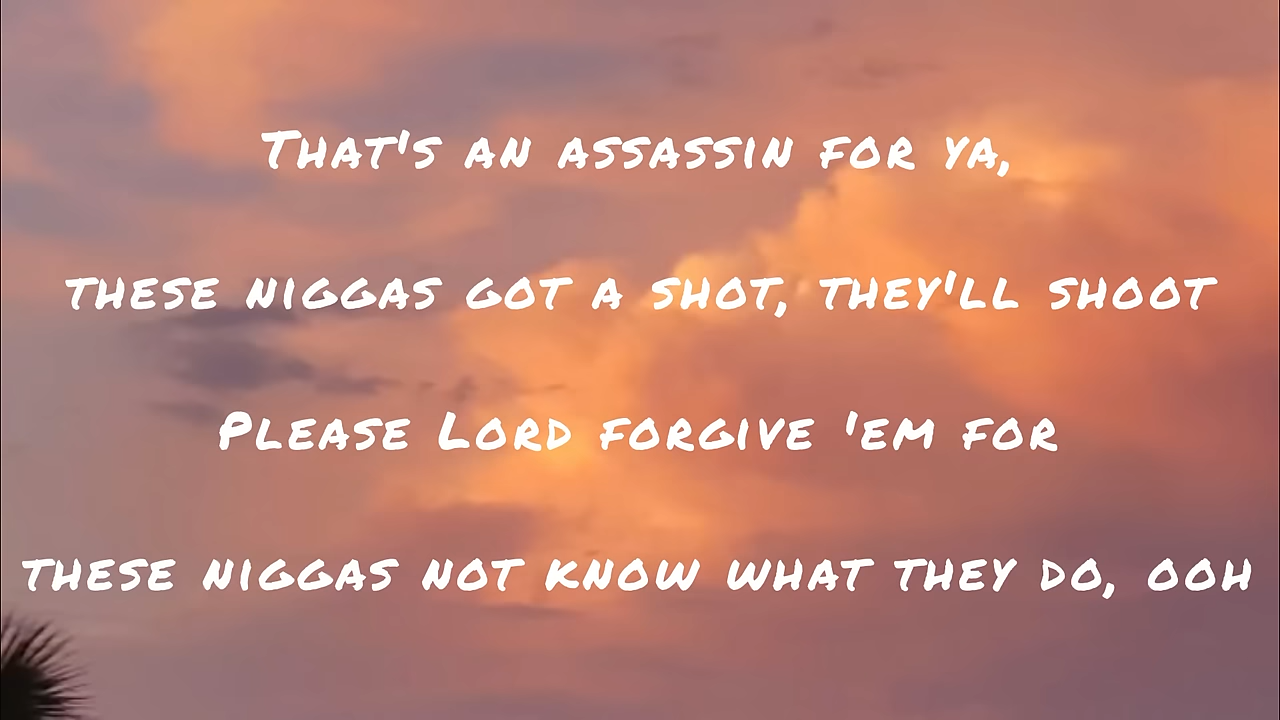 That's an assassin for ya,
these niggas got a shot, they'll shoot
Please Lord forgive 'em for
these niggas not know what they do, ooh